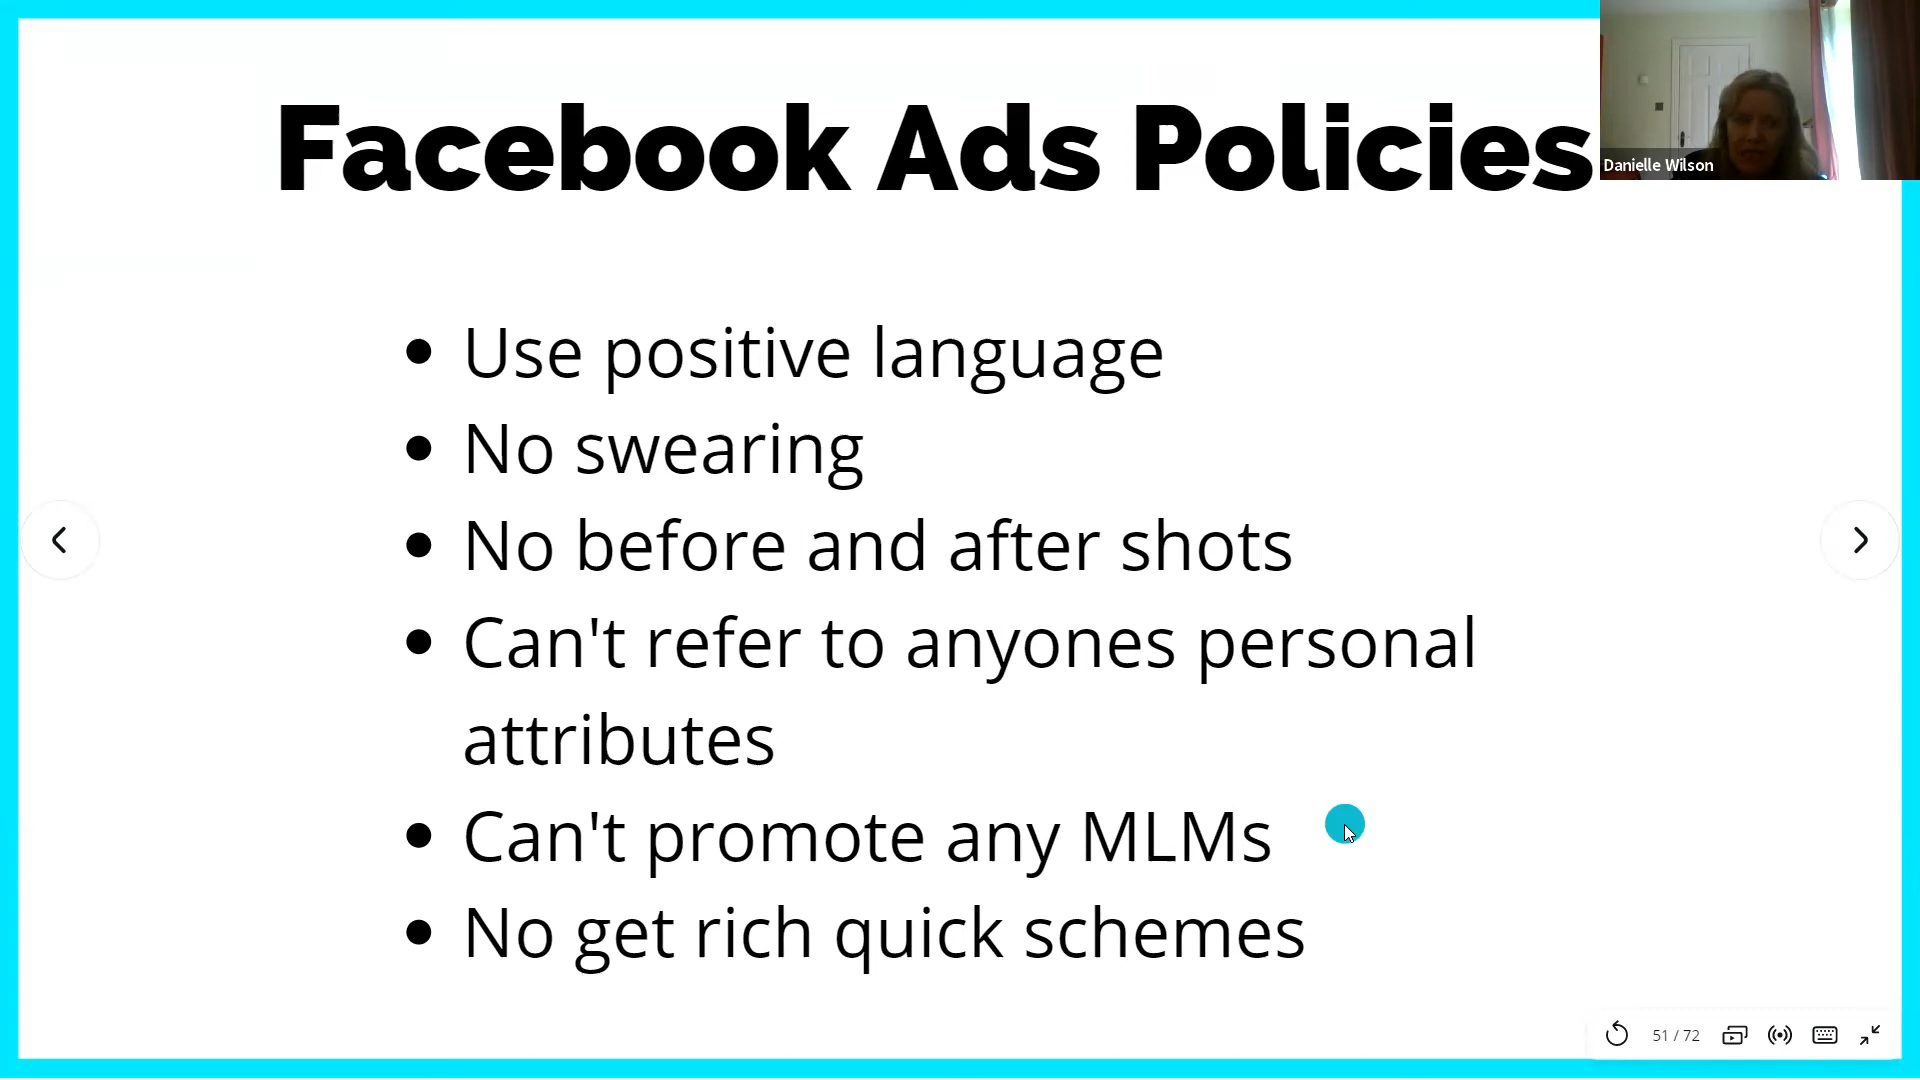 Facebook Ads Policies
Danielle Wilson
• Use positive language
• No swearing
• No before and after shots
• Can't refer to anyones personal
attributes
• Can't promote any MLMs
• No get rich quick schemes
51 / 72